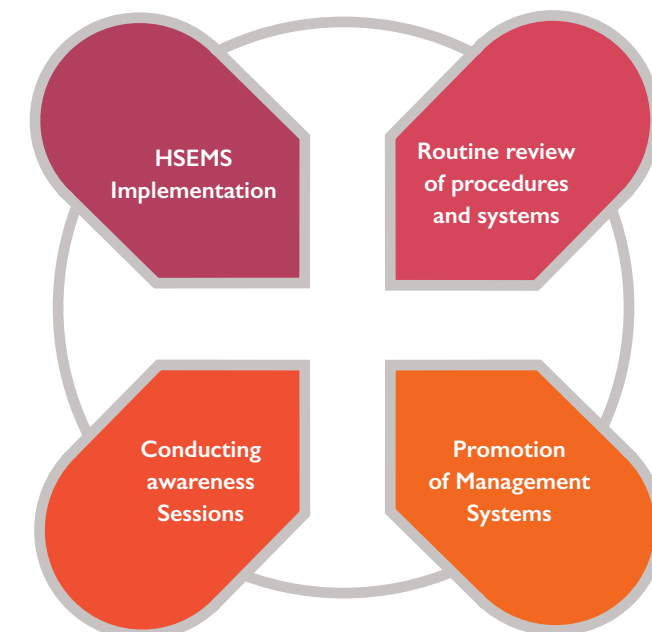 HSEMS
Implementation
Routine review
of procedures
and systems
Conducting
awareness
Sessions
Promotion
of Management
Systems